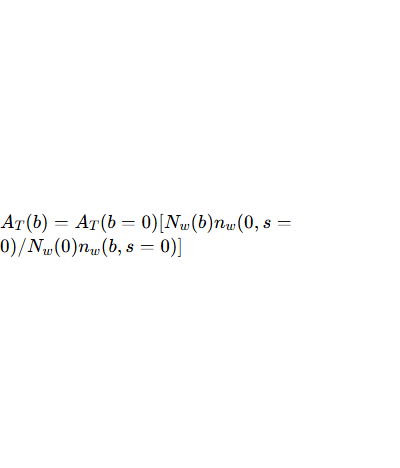 A_T(b) = A_T(b = 0)[N_w(b)n_w(0, s =
0)/N_w(0)n_w(b, s = 0)]